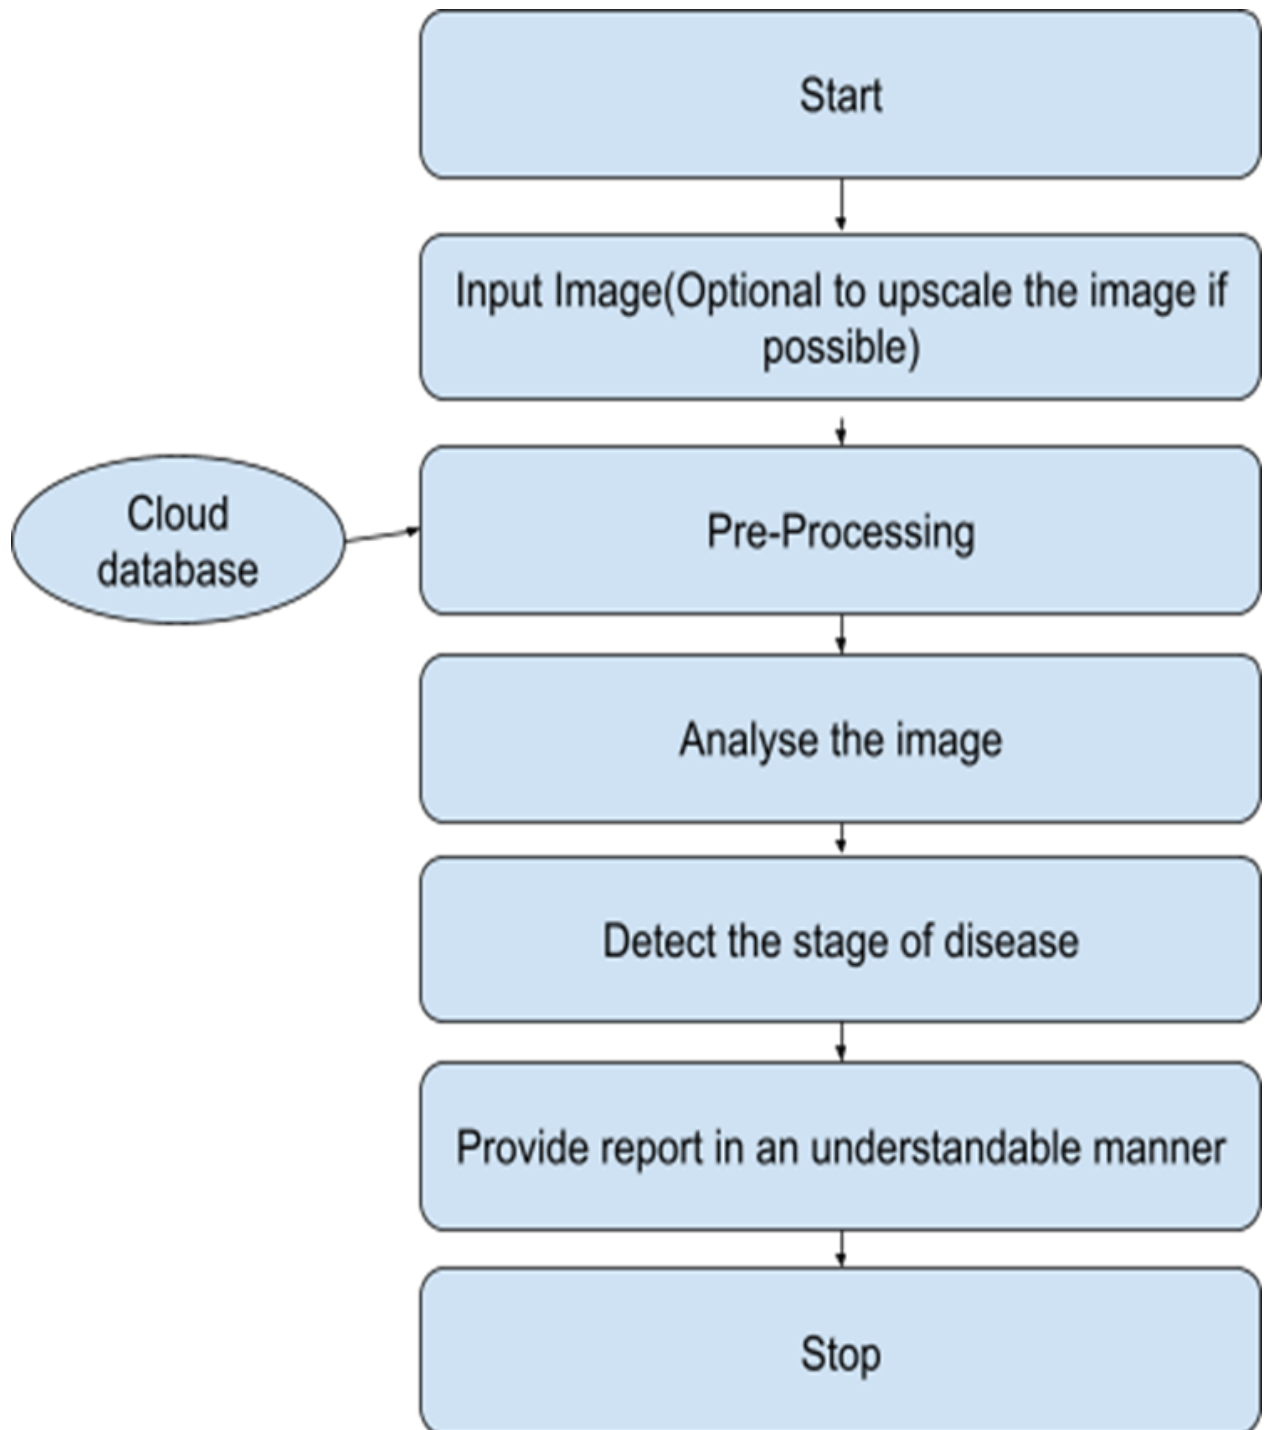 Start
Input Image(Optional to upscale the image if
possible)
Cloud
database
Pre-Processing
Analyse the image
Detect the stage of disease
Provide report in an understandable manner
Stop